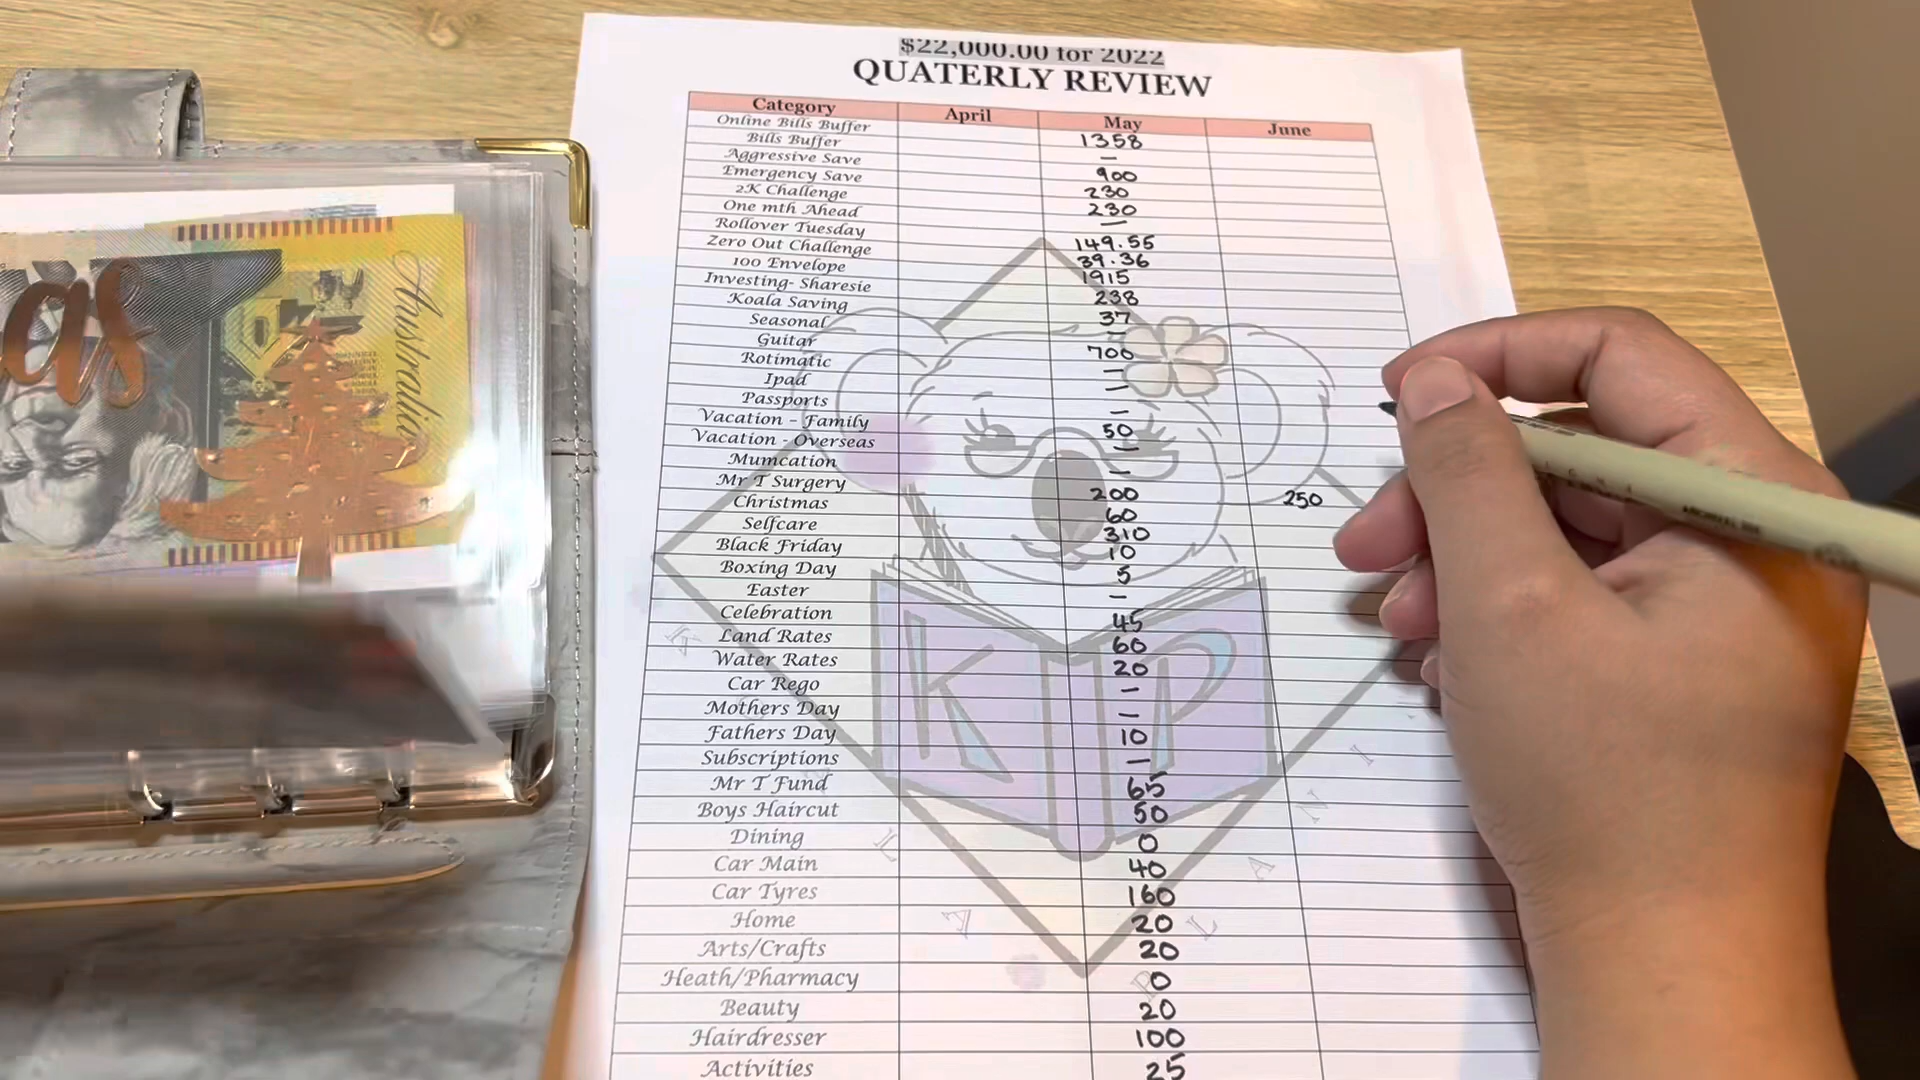 $22,000.00 for 2022
QUATERLY REVIEW
Category April May June
Online Bills Buffer 1358
Bills Buffer —
Aggressive Save 900
Emergency Save 230
2K Challenge 230
One mth Ahead —
Rollover Tuesday 149.55
Zero Out Challenge 39.36
100 Envelope 1915
Investing- Sharesie 238
Koala Saving 37
Seasonal —
Guitar 700
Rotimatic —
Ipad —
Passports —
Vacation - Family 50
Vacation - Overseas —
Mumcation —
Mr T Surgery 200 250
Christmas 60
Selfcare 310
Black Friday 10
Boxing Day 5
Easter —
Celebration 45
Land Rates 60
Water Rates 20
Car Rego —
Mothers Day —
Fathers Day 10
Subscriptions —
Mr T Fund 65
Boys Haircut 50
Dining 0
Car Main 40
Car Tyres 160
Home 20
Arts/Crafts 20
Heath/Pharmacy 0
Beauty 20
Hairdresser 100
Activities 25
KP
as
Australia